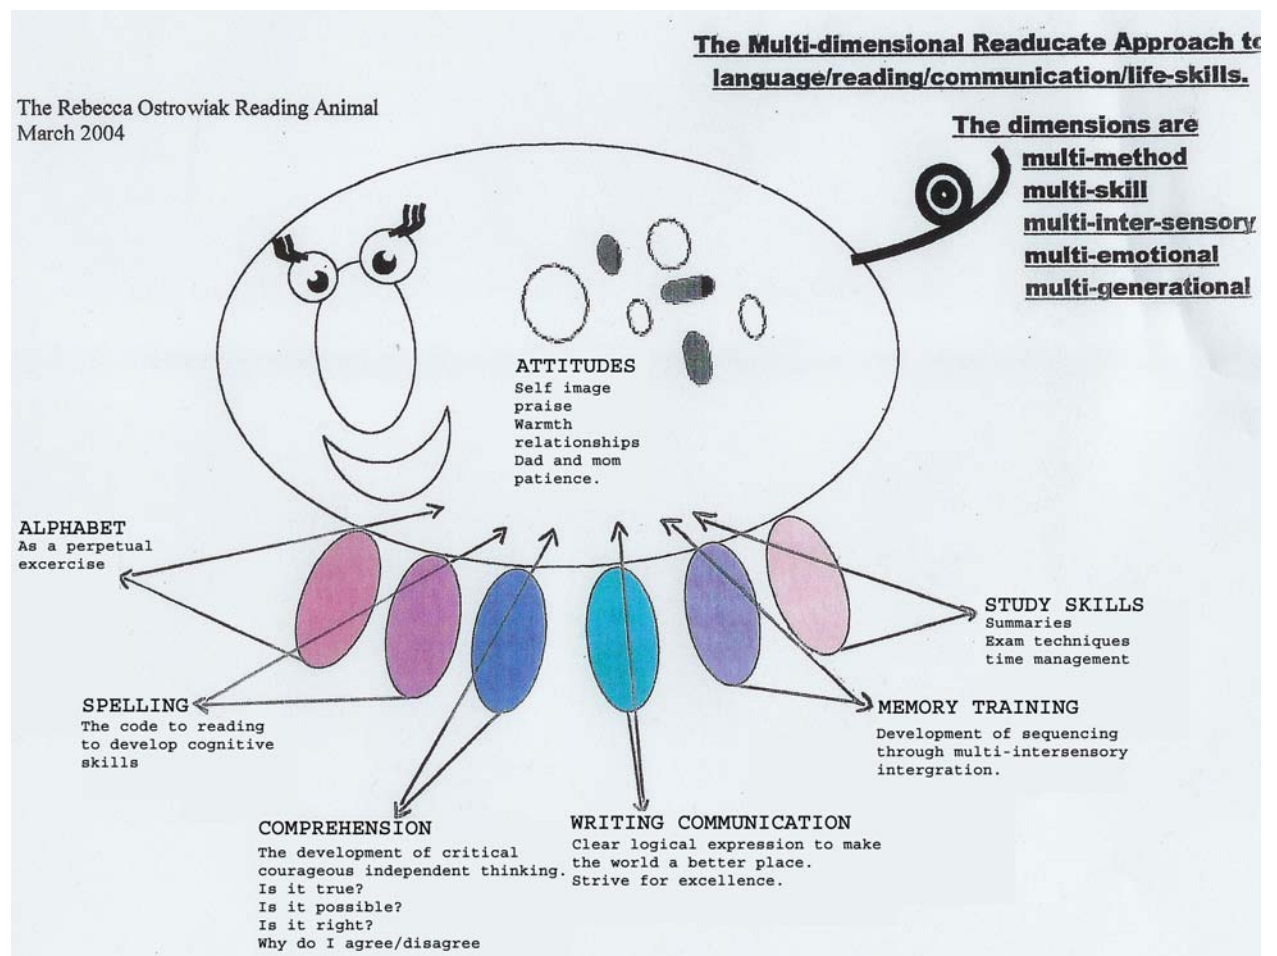 The Multi-dimensional Readucate Approach to
language/reading/communication/life-skills.
The Rebecca Ostrowiak Reading Animal
March 2004
The dimensions are
multi-method
multi-skill
multi-inter-sensory
multi-emotional
multi-generational
ATTITUDES
Self image
praise
Warmth
relationships
Dad and mom
patience.
ALPHABET
As a perpetual
excercise
SPELLING
The code to reading
to develop cognitive
skills
COMPREHENSION
The development of critical
courageous independent thinking.
Is it true?
Is it possible?
Is it right?
Why do I agree/disagree
WRITING COMMUNICATION
Clear logical expression to make
the world a better place.
Strive for excellence.
MEMORY TRAINING
Development of sequencing
through multi-intersensory
intergration.
STUDY SKILLS
Summaries
Exam techniques
time management